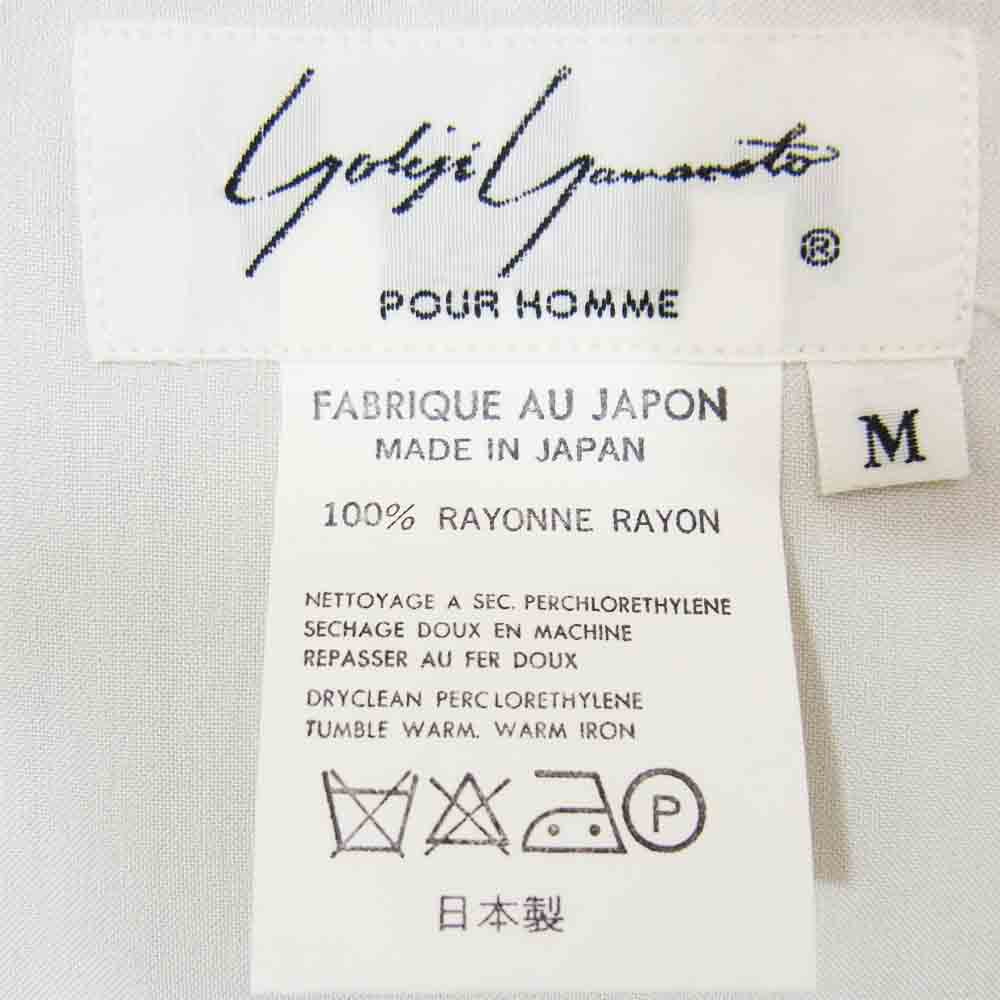 Yohji Yamamoto
®
POUR HOMME
FABRIQUE AU JAPON
MADE IN JAPAN
M
100% RAYONNE RAYON
NETTOYAGE A SEC. PERCHLORETHYLENE
SECHAGE DOUX EN MACHINE
REPASSER AU FER DOUX
DRYCLEAN PERCLORETHYLENE
TUMBLE WARM. WARM IRON
P
日本製